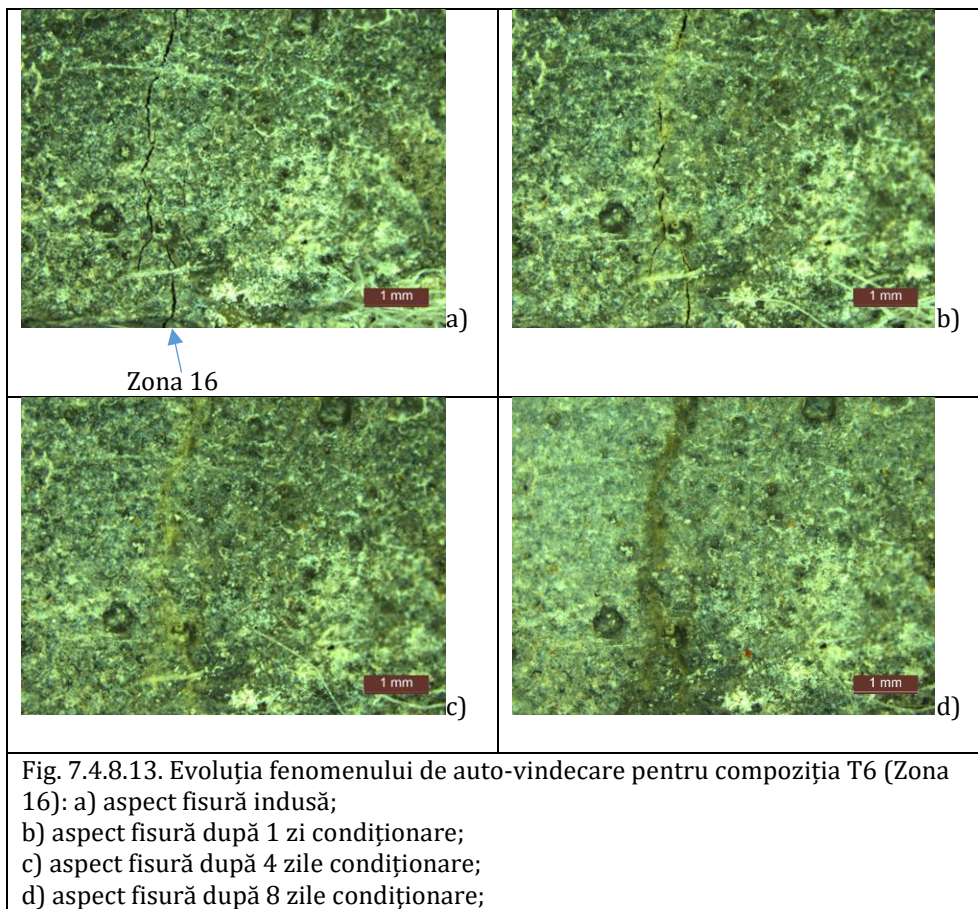 1 mm
a)
1 mm
b)
Zona 16
1 mm
c)
1 mm
d)
Fig. 7.4.8.13. Evoluția fenomenului de auto-vindecare pentru compoziția T6 (Zona
16): a) aspect fisură indusă;
b) aspect fisură după 1 zi condiționare;
c) aspect fisură după 4 zile condiționare;
d) aspect fisură după 8 zile condiționare;